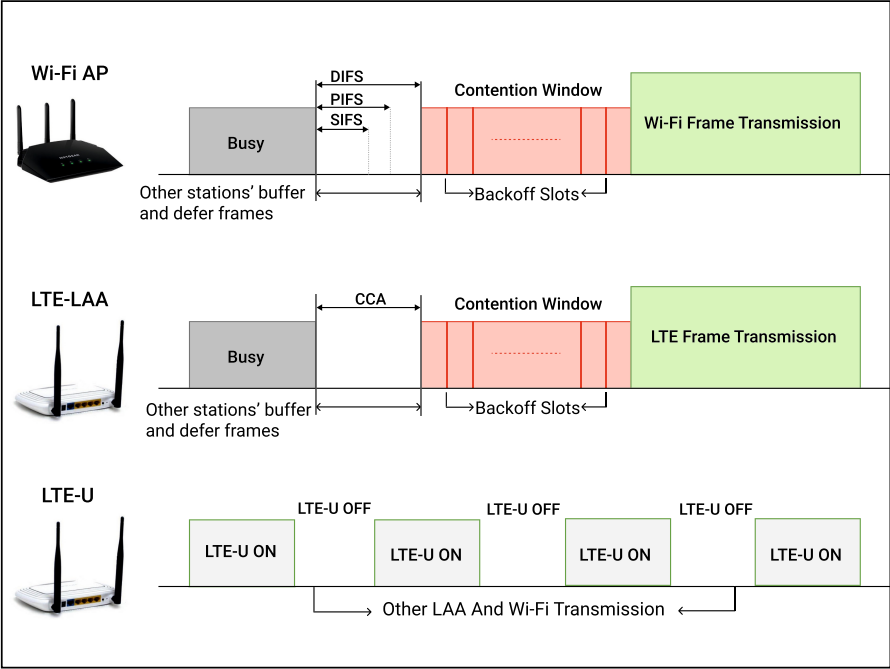 Wi-Fi AP
DIFS
PIFS
SIFS
Contention Window
Busy
Wi-Fi Frame Transmission
Other stations’ buffer
and defer frames
Backoff Slots
LTE-LAA
CCA
Contention Window
Busy
LTE Frame Transmission
Other stations’ buffer
and defer frames
Backoff Slots
LTE-U
LTE-U OFF
LTE-U OFF
LTE-U OFF
LTE-U ON
LTE-U ON
LTE-U ON
LTE-U ON
Other LAA And Wi-Fi Transmission